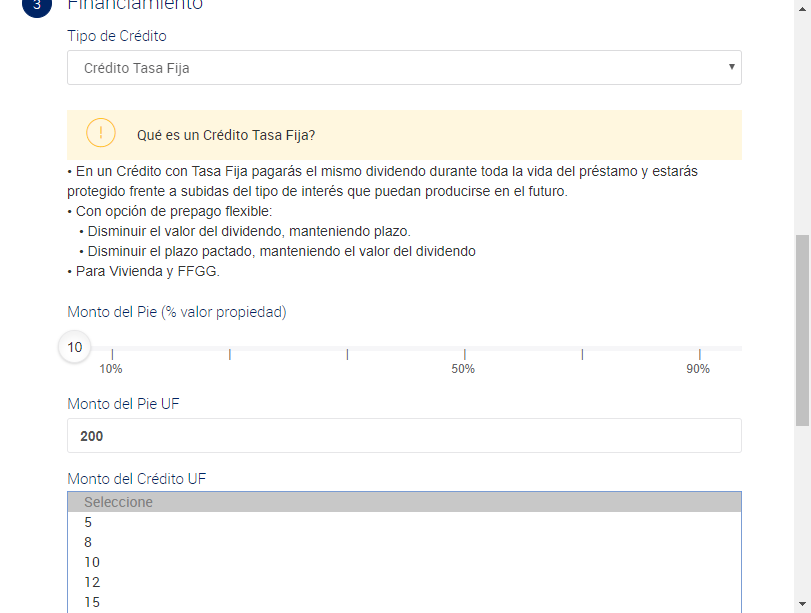 3
Financiamiento
Tipo de Crédito
Crédito Tasa Fija
! Qué es un Crédito Tasa Fija?
• En un Crédito con Tasa Fija pagarás el mismo dividendo durante toda la vida del préstamo y estarás
protegido frente a subidas del tipo de interés que puedan producirse en el futuro.
• Con opción de prepago flexible:
• Disminuir el valor del dividendo, manteniendo plazo.
• Disminuir el plazo pactado, manteniendo el valor del dividendo
• Para Vivienda y FFGG.
Monto del Pie (% valor propiedad)
10
10% 50% 90%
Monto del Pie UF
200
Monto del Crédito UF
Seleccione
5
8
10
12
15